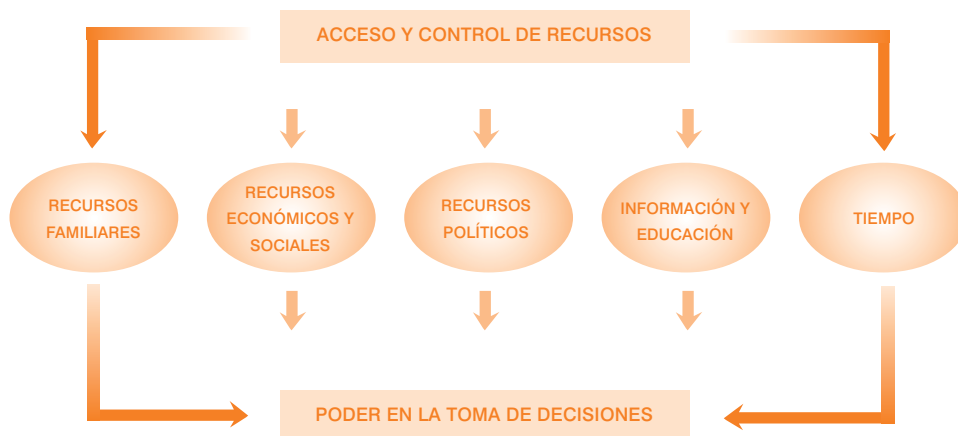 ACCESO Y CONTROL DE RECURSOS
RECURSOS
FAMILIARES
RECURSOS
ECONÓMICOS Y
SOCIALES
RECURSOS
POLÍTICOS
INFORMACIÓN Y
EDUCACIÓN
TIEMPO
PODER EN LA TOMA DE DECISIONES